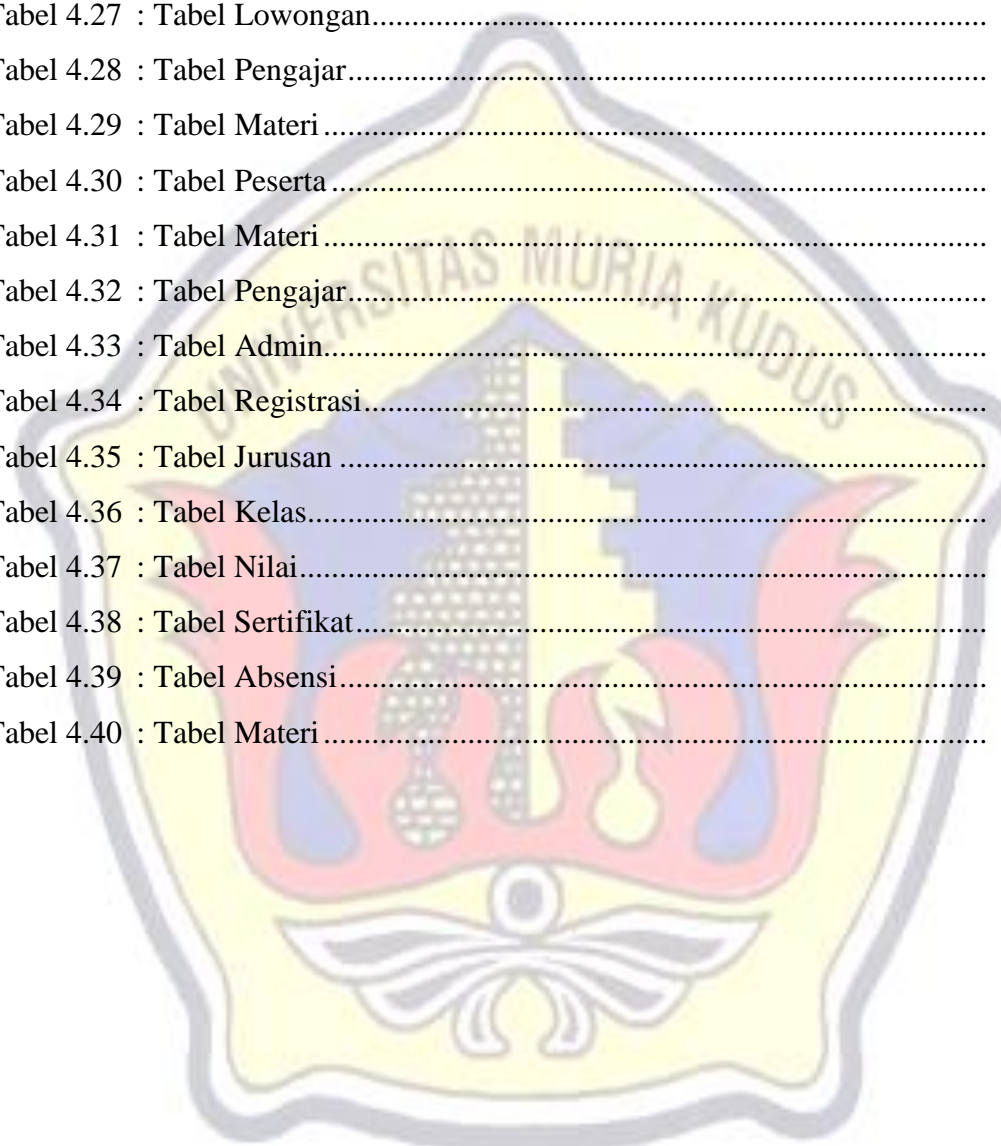 Tabel 4.27 : Tabel Lowongan
Tabel 4.28 : Tabel Pengajar
Tabel 4.29 : Tabel Materi
Tabel 4.30 : Tabel Peserta
Tabel 4.31 : Tabel Materi
Tabel 4.32 : Tabel Pengajar
Tabel 4.33 : Tabel Admin
Tabel 4.34 : Tabel Registrasi
Tabel 4.35 : Tabel Jurusan
Tabel 4.36 : Tabel Kelas
Tabel 4.37 : Tabel Nilai
Tabel 4.38 : Tabel Sertifikat
Tabel 4.39 : Tabel Absensi
Tabel 4.40 : Tabel Materi
UNIVERSITAS MURIA KUDUS